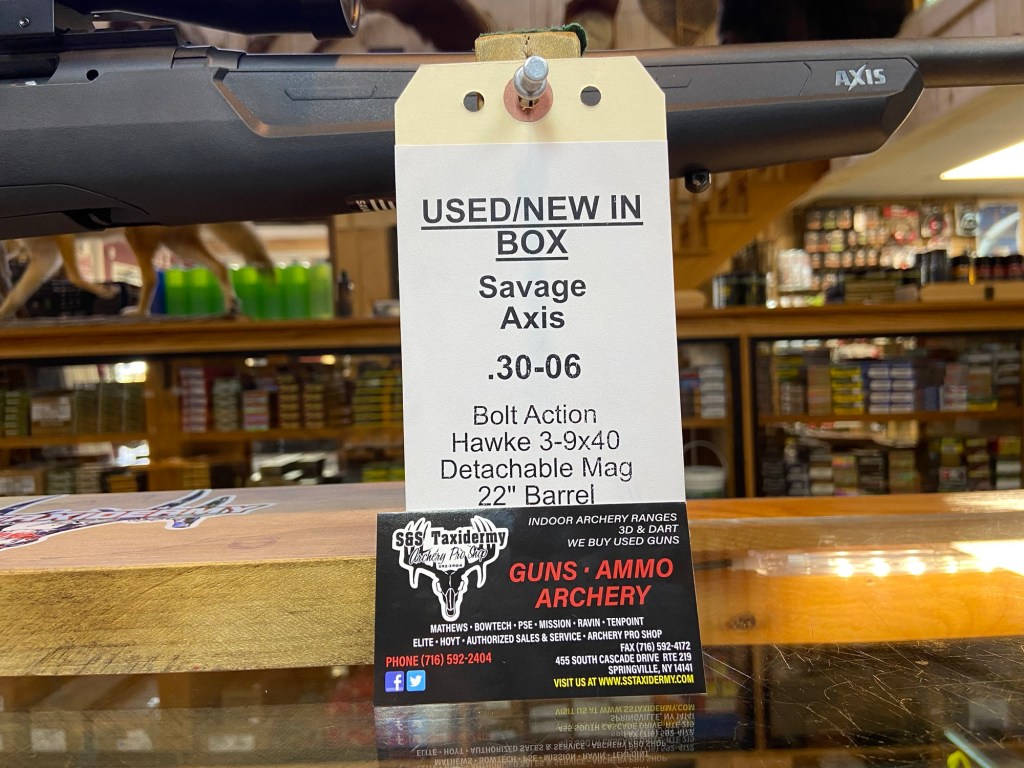 AXIS
USED/NEW IN
BOX
Savage
Axis
.30-06
Bolt Action
Hawke 3-9x40
Detachable Mag
22" Barrel
S&S Taxidermy
Archery Pro Shop
592-2404
INDOOR ARCHERY RANGES
3D & DART
WE BUY USED GUNS
GUNS · AMMO
ARCHERY
MATHEWS · BOWTECH · PSE · MISSION · RAVIN · TENPOINT
ELITE · HOYT · AUTHORIZED SALES & SERVICE · ARCHERY PRO SHOP
PHONE (716) 592-2404
FAX (716) 592-4172
455 SOUTH CASCADE DRIVE RTE 219
SPRINGVILLE, NY 14141
VISIT US AT WWW.SSTAXIDERMY.COM